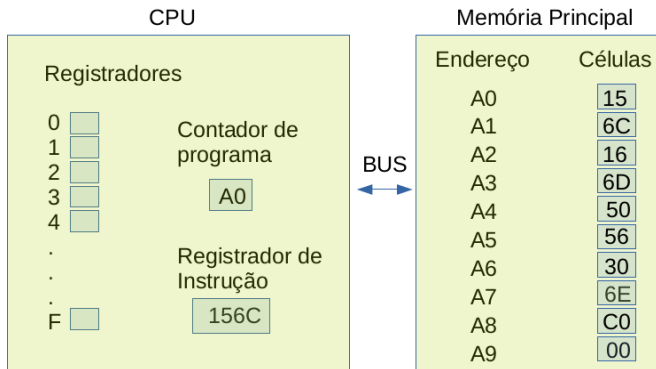 CPU
Registradores
0
1
2
3
4
.
.
.
F
Contador de
programa
A0
Registrador de
Instrução
156C
BUS
Memória Principal
Endereço Células
A0 15
A1 6C
A2 16
A3 6D
A4 50
A5 56
A6 30
A7 6E
A8 C0
A9 00